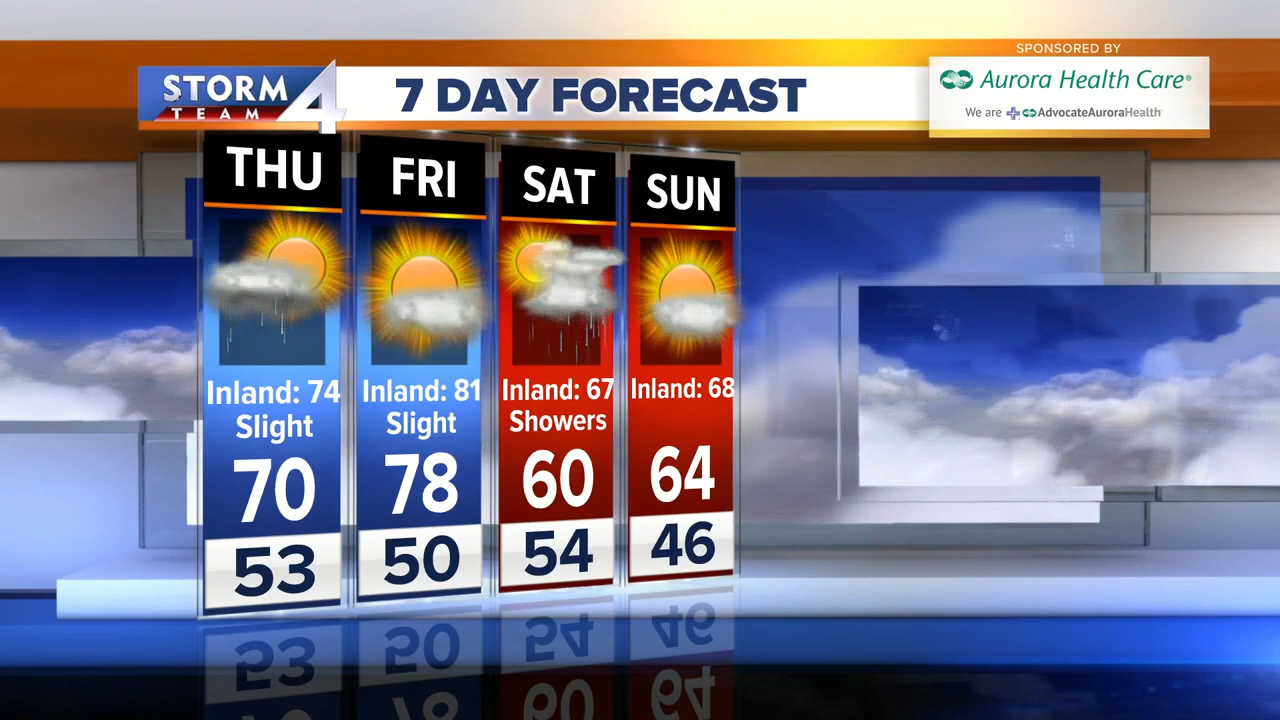 STORM
TEAM 4
7 DAY FORECAST
SPONSORED BY
Aurora Health Care®
We are AdvocateAuroraHealth
THU
FRI
SAT
SUN
Inland: 74
Slight
70
53
Inland: 81
Slight
78
50
Inland: 67
Showers
60
54
Inland: 68
64
46